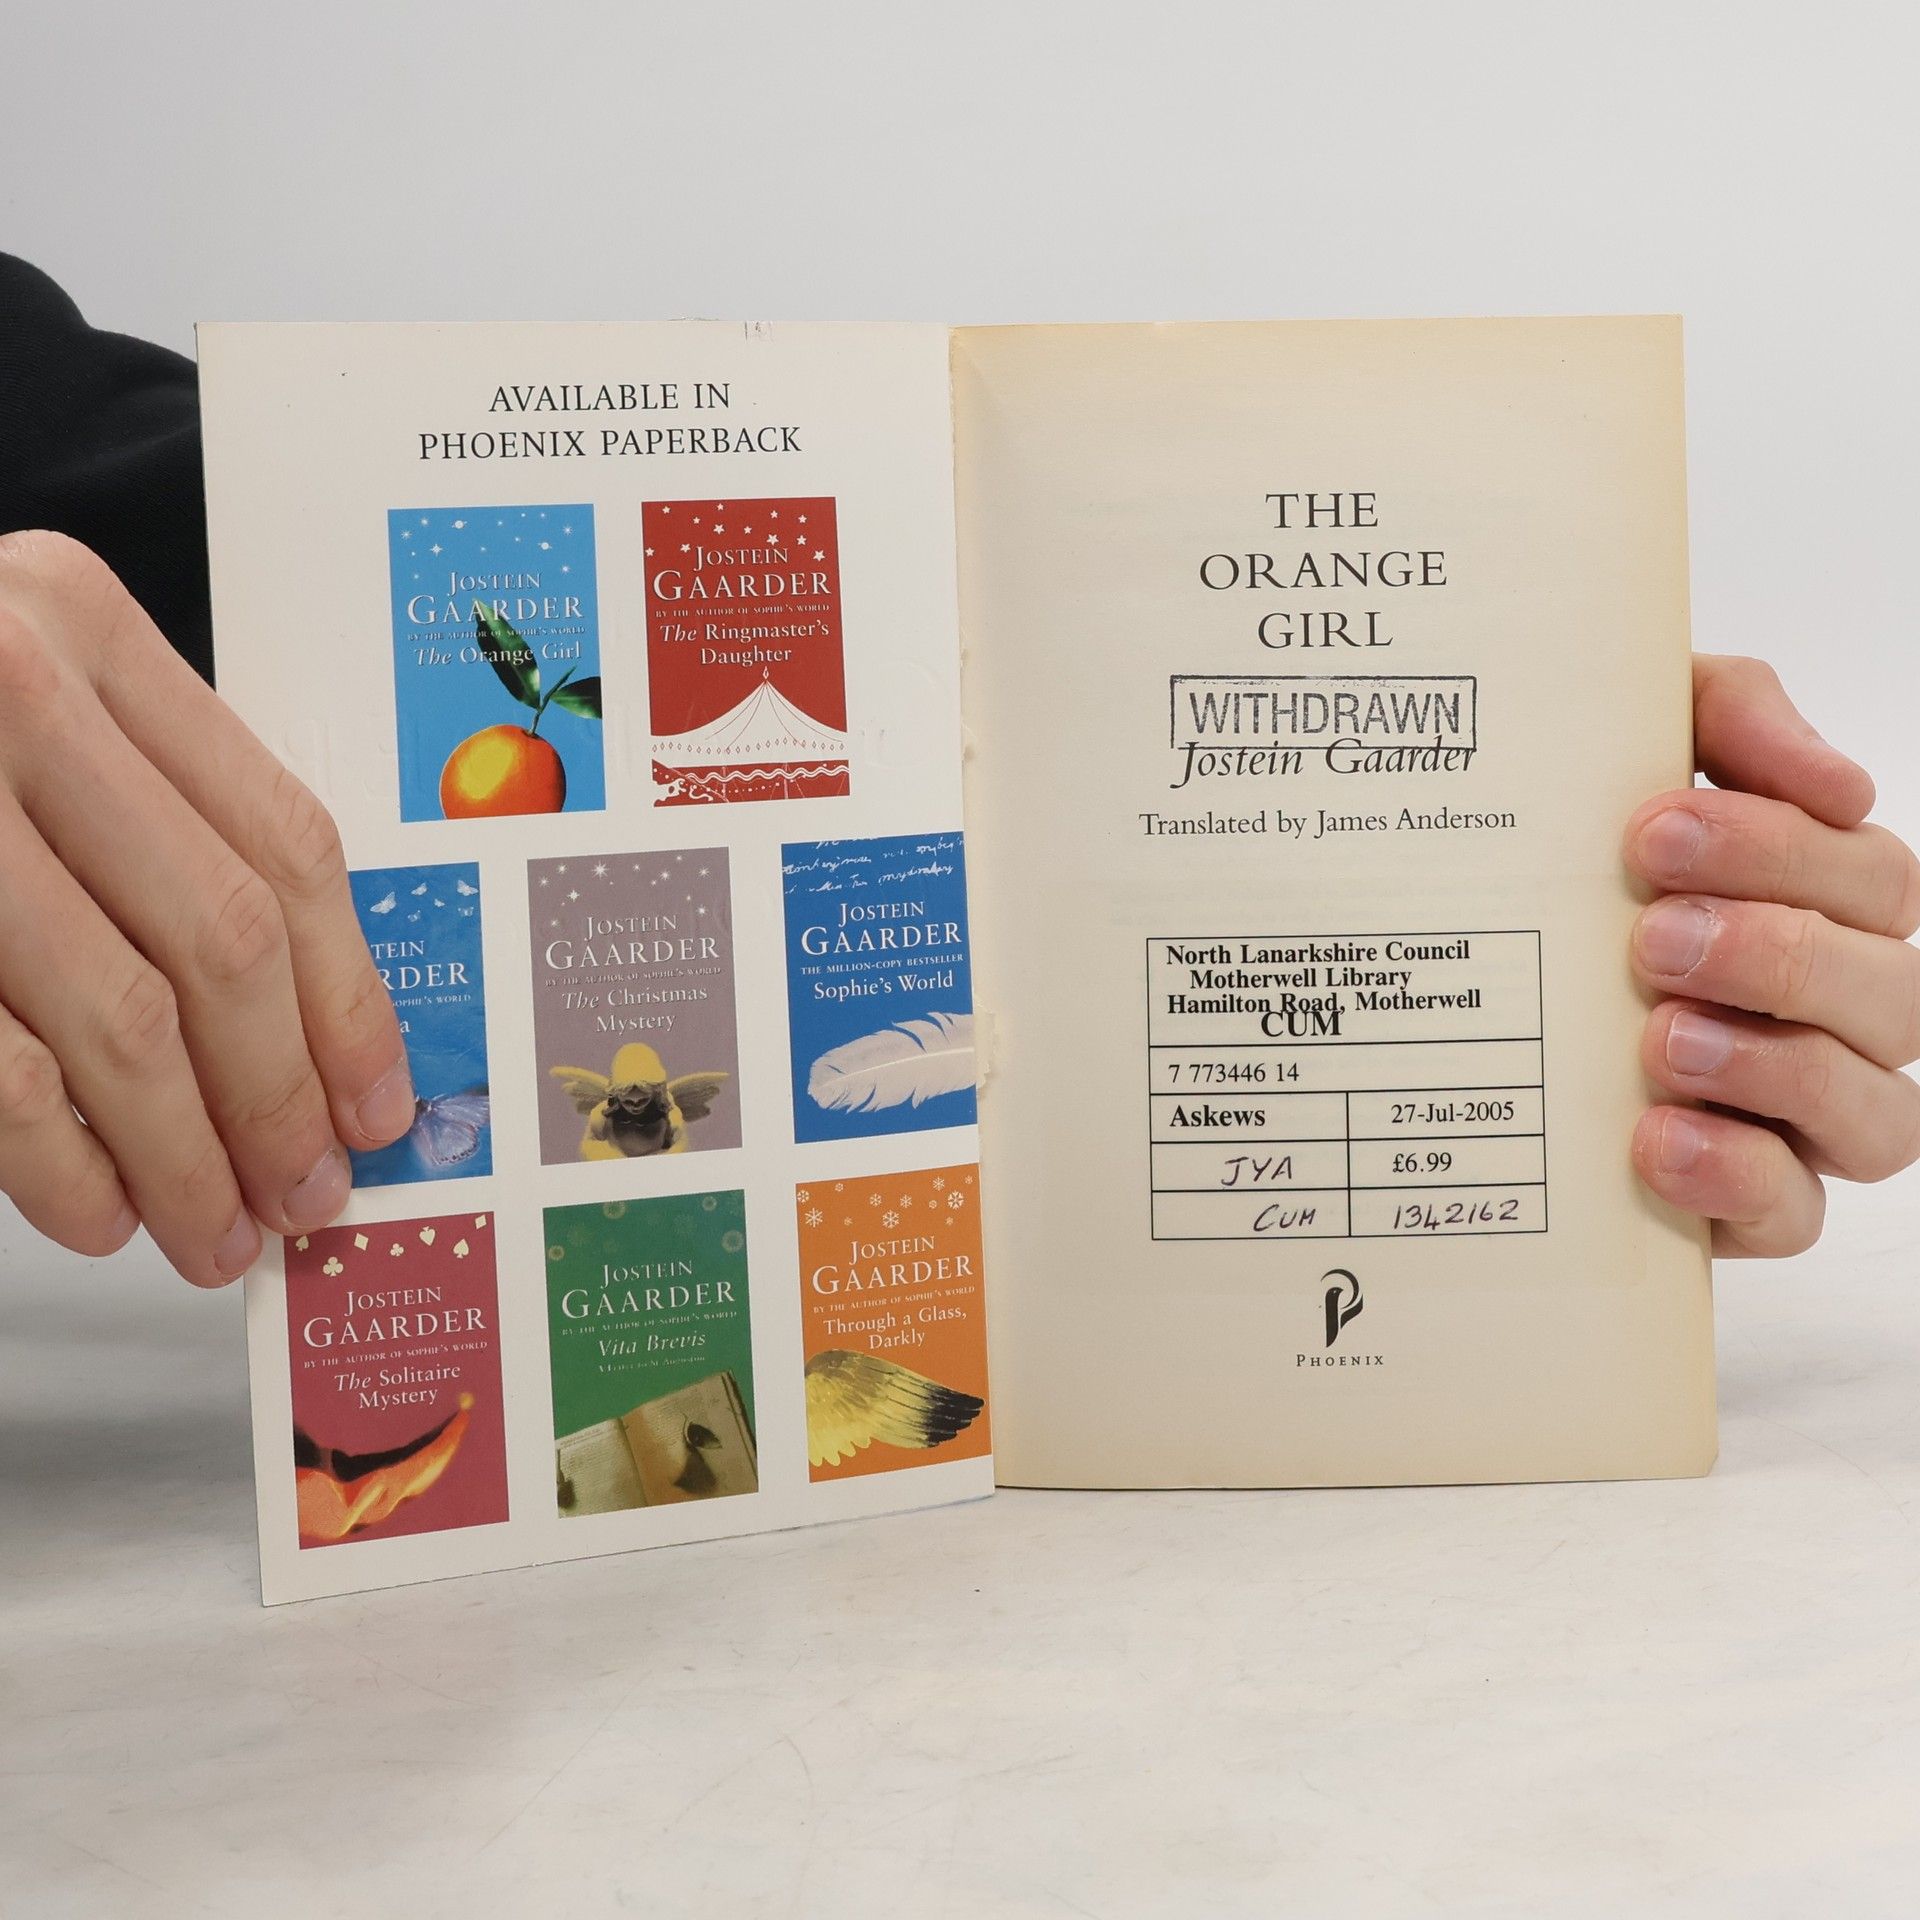 AVAILABLE IN
PHOENIX PAPERBACK
JOSTEIN
GAARDER
BY THE AUTHOR OF SOPHIE'S WORLD
The Orange Girl
JOSTEIN
GAARDER
BY THE AUTHOR OF SOPHIE'S WORLD
The Ringmaster's
Daughter
TEIN
RDER
SOPHIE'S WORLD
a
JOSTEIN
GAARDER
BY THE AUTHOR OF SOPHIE'S WORLD
The Christmas
Mystery
JOSTEIN
GAARDER
THE MILLION-COPY BESTSELLER
Sophie's World
JOSTEIN
GAARDER
BY THE AUTHOR OF SOPHIE'S WORLD
The Solitaire
Mystery
JOSTEIN
GAARDER
BY THE AUTHOR OF SOPHIE'S WORLD
Vita Brevis
JOSTEIN
GAARDER
BY THE AUTHOR OF SOPHIE'S WORLD
Through a Glass,
Darkly
THE
ORANGE
GIRL
WITHDRAWN
Jostein Gaarder
Translated by James Anderson
North Lanarkshire Council
Motherwell Library
Hamilton Road, Motherwell
CUM
7 773446 14
Askews 27-Jul-2005
JYA £6.99
CUM 1342162
PHOENIX